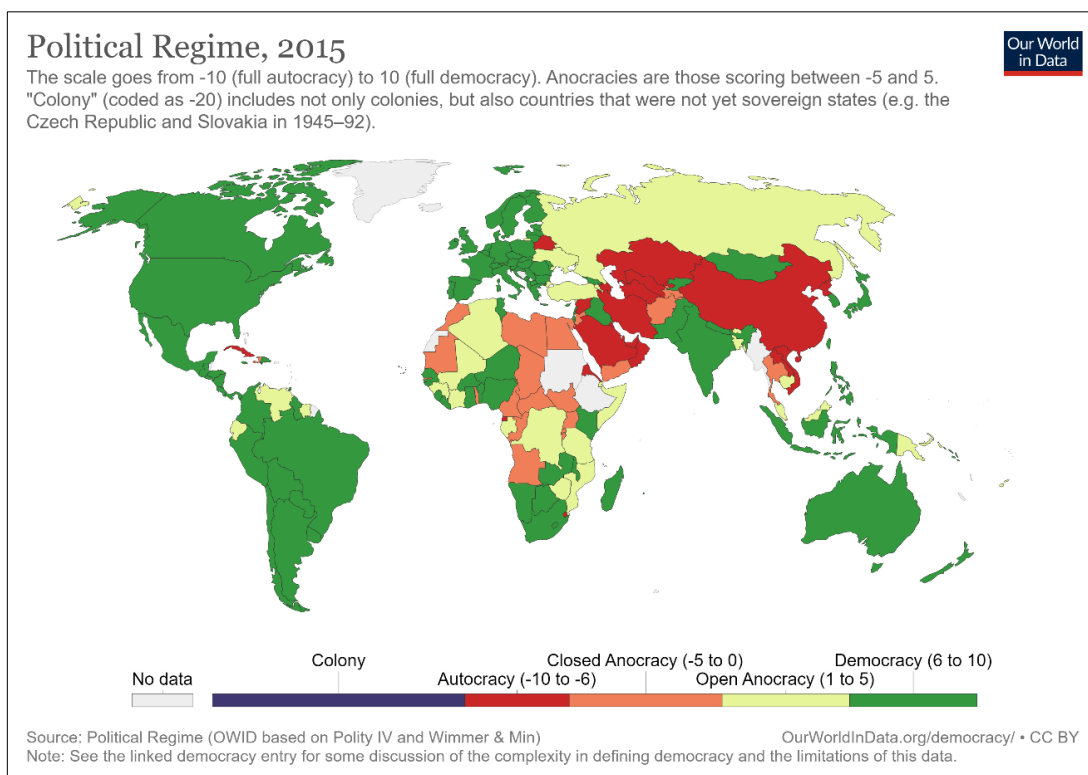 Political Regime, 2015
Our World
in Data
The scale goes from -10 (full autocracy) to 10 (full democracy). Anocracies are those scoring between -5 and 5.
"Colony" (coded as -20) includes not only colonies, but also countries that were not yet sovereign states (e.g. the
Czech Republic and Slovakia in 1945–92).
No data
Colony
Autocracy (-10 to -6)
Closed Anocracy (-5 to 0)
Open Anocracy (1 to 5)
Democracy (6 to 10)
Source: Political Regime (OWID based on Polity IV and Wimmer & Min)
OurWorldInData.org/democracy/ • CC BY
Note: See the linked democracy entry for some discussion of the complexity in defining democracy and the limitations of this data.